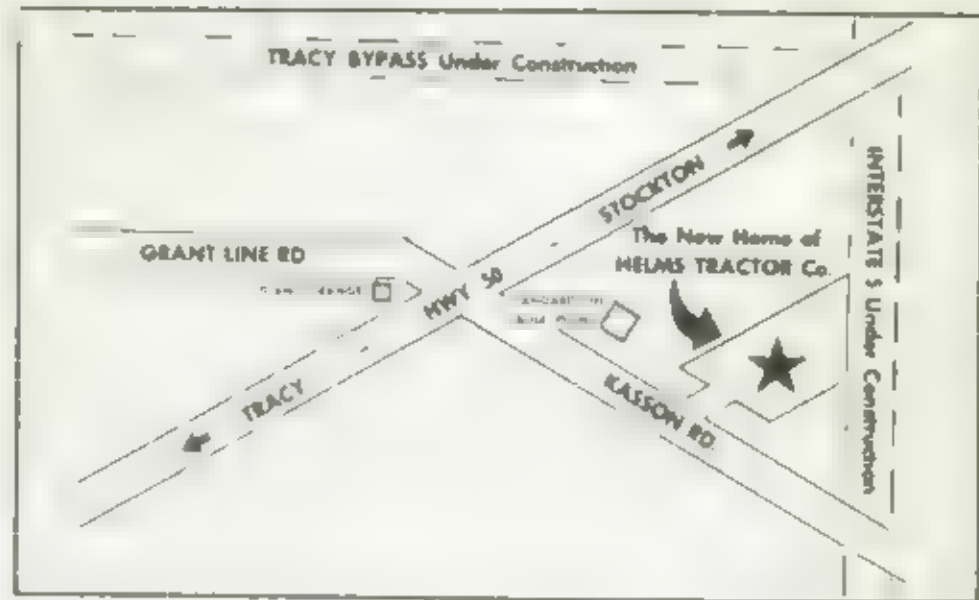 TRACY BYPASS Under Construction
STOCKTON
INTERSTATE 5 Under Construction
The New Home of
HELMS TRACTOR Co.
GRANT LINE RD
HWY 50
TRACY
KASSON RD.